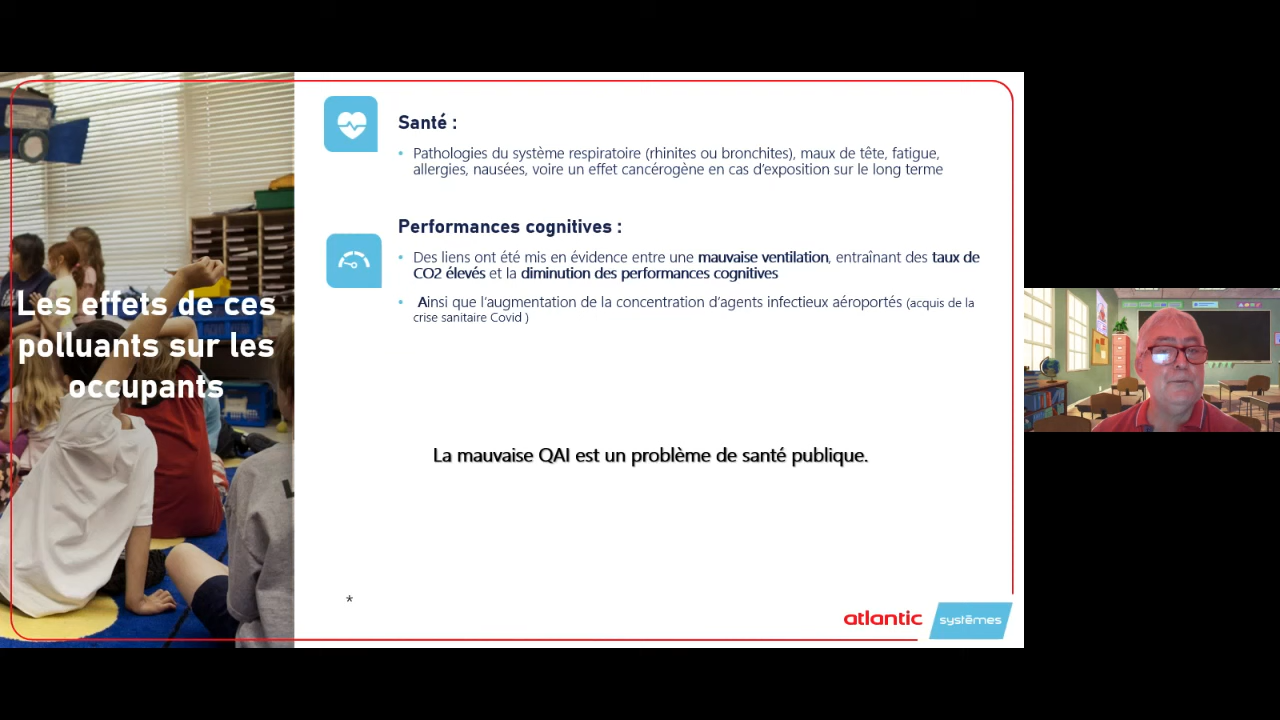 Les effets de ces
polluants sur les
occupants
Santé :
• Pathologies du système respiratoire (rhinites ou bronchites), maux de tête, fatigue,
allergies, nausées, voire un effet cancérogène en cas d'exposition sur le long terme
Performances cognitives :
• Des liens ont été mis en évidence entre une mauvaise ventilation, entraînant des taux de
CO2 élevés et la diminution des performances cognitives
• Ainsi que l'augmentation de la concentration d'agents infectieux aéroportés (acquis de la
crise sanitaire Covid )
La mauvaise QAI est un problème de santé publique.
*
atlantic systèmes